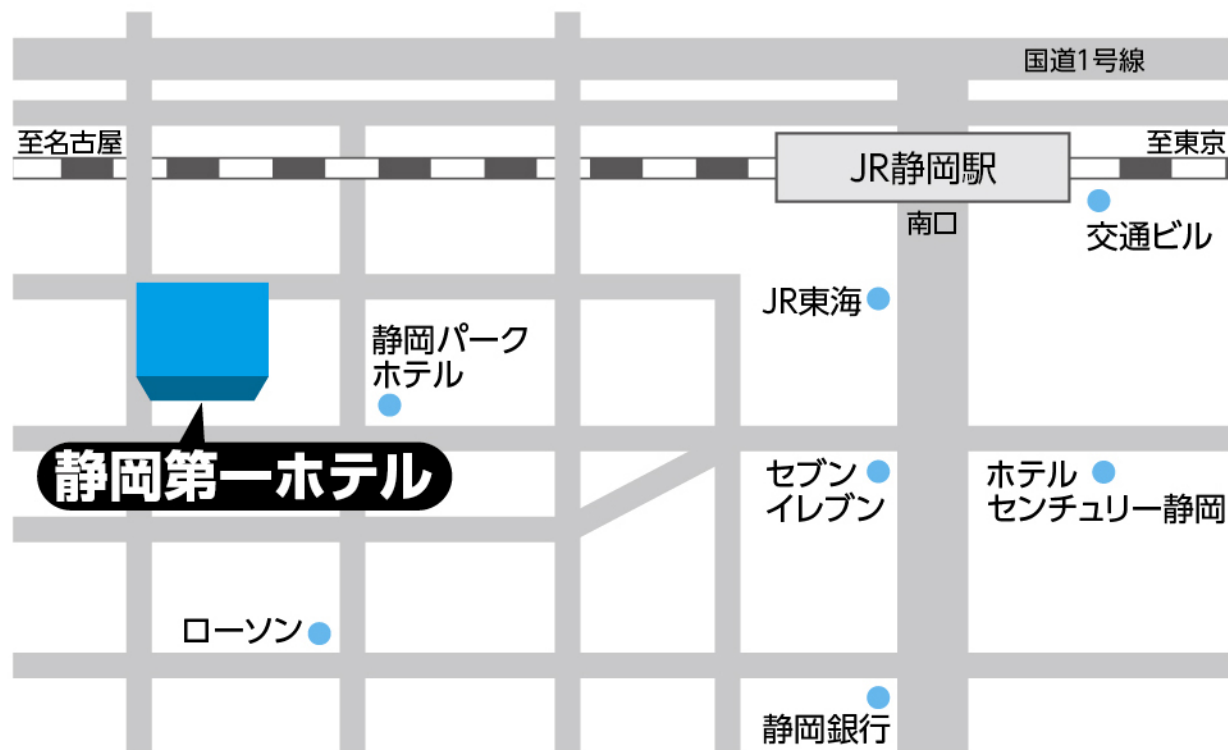 国道1号線
至名古屋
至東京
JR静岡駅
南口
交通ビル
JR東海
静岡パーク
ホテル
静岡第一ホテル
セブン
イレブン
ホテル
センチュリー静岡
ローソン
静岡銀行